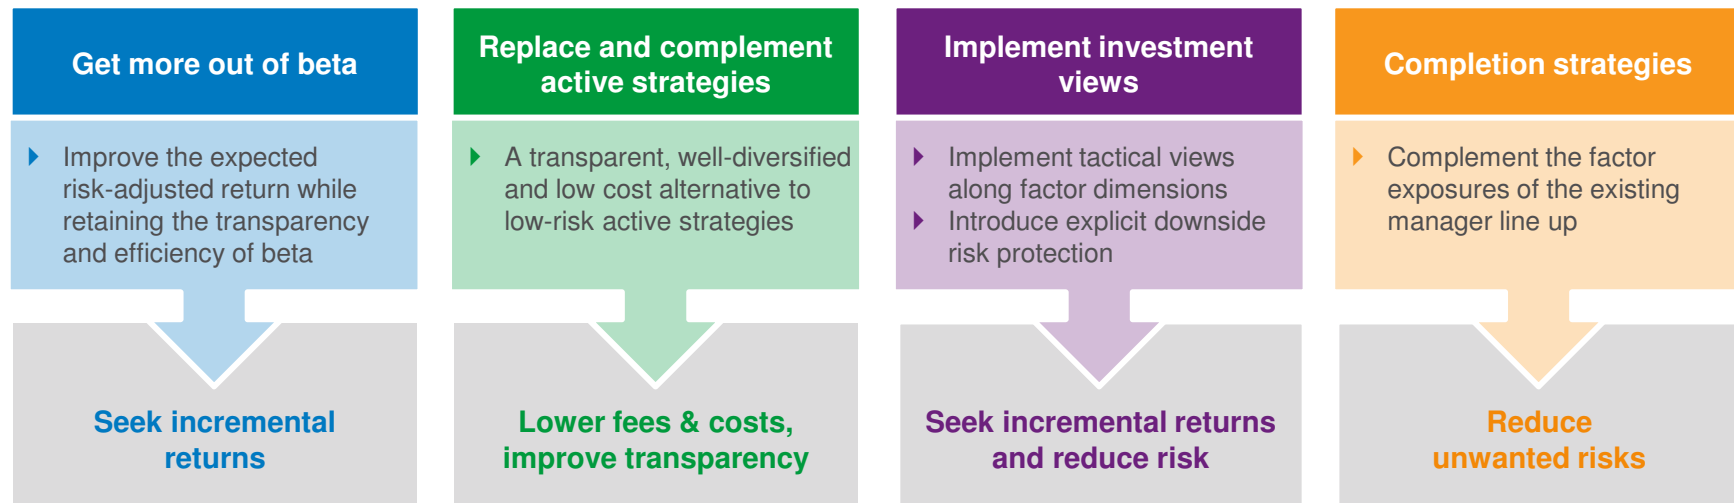 Get more out of beta
Improve the expected
risk-adjusted return while
retaining the transparency
and efficiency of beta
Seek incremental
returns
Replace and complement
active strategies
A transparent, well-diversified
and low cost alternative to
low-risk active strategies
Lower fees & costs,
improve transparency
Implement investment
views
Implement tactical views
along factor dimensions
Introduce explicit downside
risk protection
Seek incremental returns
and reduce risk
Completion strategies
Complement the factor
exposures of the existing
manager line up
Reduce
unwanted risks